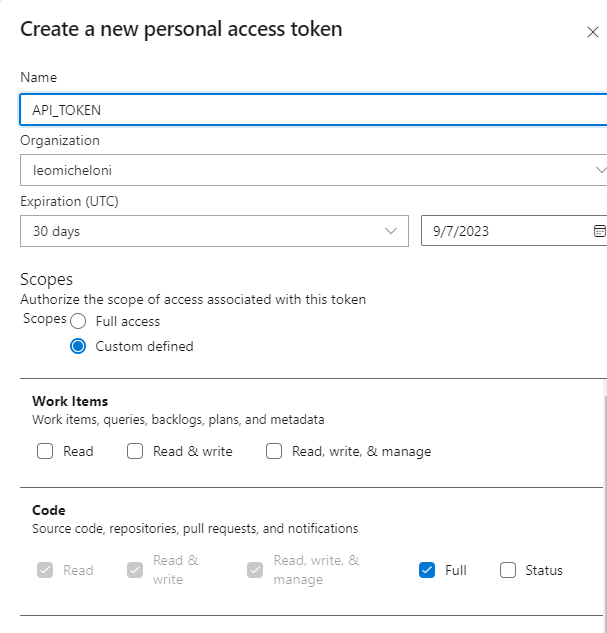 Create a new personal access token
Name
API_TOKEN
Organization
leomicheloni
Expiration (UTC)
30 days
9/7/2023
Scopes
Authorize the scope of access associated with this token
Scopes
Full access
Custom defined
Work Items
Work items, queries, backlogs, plans, and metadata
Read
Read & write
Read, write, & manage
Code
Source code, repositories, pull requests, and notifications
Read
Read &
write
Read, write, &
manage
Full
Status